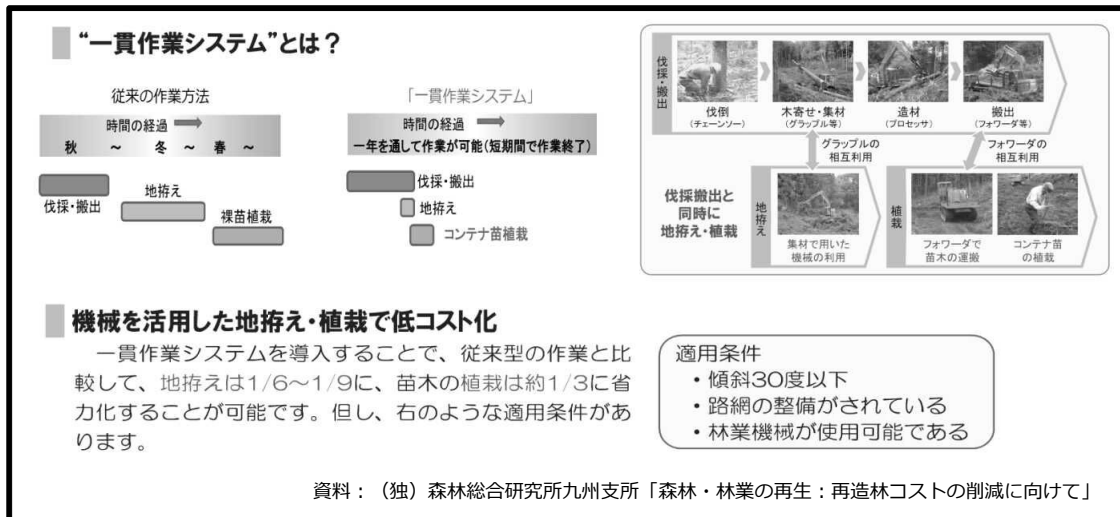 “一貫作業システム”とは？
従来の作業方法
時間の経過
秋 ～ 冬 ～ 春 ～
伐採・搬出
地拵え
裸苗植栽
「一貫作業システム」
時間の経過
一年を通して作業が可能(短期間で作業終了)
伐採・搬出
地拵え
コンテナ苗植栽
伐採・搬出
伐倒
(チェーンソー)
木寄せ・集材
(グラップル等)
造材
(プロセッサ)
搬出
(フォワーダ等)
グラップルの
相互利用
フォワーダの
相互利用
伐採搬出と
同時に
地拵え・植栽
地拵え
集材で用いた
機械の利用
植栽
フォワーダで
苗木の運搬
コンテナ苗
の植栽
機械を活用した地拵え・植栽で低コスト化
一貫作業システムを導入することで、従来型の作業と比
較して、地拵えは1/6～1/9に、苗木の植栽は約1/3に省
力化することが可能です。但し、右のような適用条件があ
ります。
適用条件
・傾斜30度以下
・路網の整備がされている
・林業機械が使用可能である
資料：（独）森林総合研究所九州支所「森林・林業の再生：再造林コストの削減に向けて」